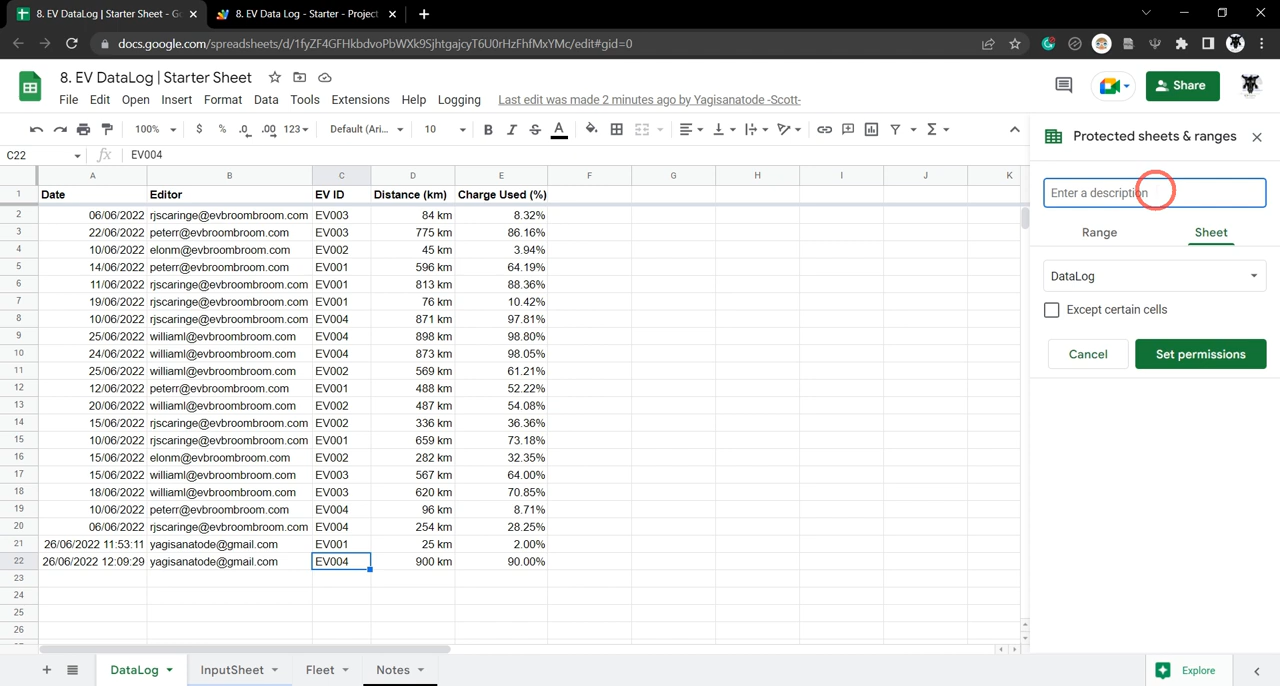 8. EV DataLog | Starter Sheet - Go
8. EV Data Log - Starter - Project
docs.google.com/spreadsheets/d/1fyZF4GFHkbdvoPbWXk9SjhtgajcyT6U0rHzFhfMxYMc/edit#gid=0
8. EV DataLog | Starter Sheet
File Edit Open Insert Format Data Tools Extensions Help Logging Last edit was made 2 minutes ago by Yagisanatode -Scott-
Share
100% $ % .0 .00 123 Default (Ari... 10 B I S A
C22 fx EV004
A B C D E F G H I J K
1 Date Editor EV ID Distance (km) Charge Used (%)
2 06/06/2022 rjscaringe@evbroombroom.com EV003 84 km 8.32%
3 22/06/2022 peterr@evbroombroom.com EV003 775 km 86.16%
4 10/06/2022 elonm@evbroombroom.com EV002 45 km 3.94%
5 14/06/2022 peterr@evbroombroom.com EV001 596 km 64.19%
6 11/06/2022 rjscaringe@evbroombroom.com EV001 813 km 88.36%
7 19/06/2022 rjscaringe@evbroombroom.com EV001 76 km 10.42%
8 10/06/2022 rjscaringe@evbroombroom.com EV004 871 km 97.81%
9 25/06/2022 williaml@evbroombroom.com EV004 898 km 98.80%
10 24/06/2022 williaml@evbroombroom.com EV004 873 km 98.05%
11 25/06/2022 williaml@evbroombroom.com EV002 569 km 61.21%
12 12/06/2022 peterr@evbroombroom.com EV001 488 km 52.22%
13 20/06/2022 williaml@evbroombroom.com EV002 487 km 54.08%
14 15/06/2022 rjscaringe@evbroombroom.com EV002 336 km 36.36%
15 10/06/2022 rjscaringe@evbroombroom.com EV001 659 km 73.18%
16 15/06/2022 elonm@evbroombroom.com EV002 282 km 32.35%
17 15/06/2022 williaml@evbroombroom.com EV003 567 km 64.00%
18 18/06/2022 williaml@evbroombroom.com EV003 620 km 70.85%
19 10/06/2022 peterr@evbroombroom.com EV004 96 km 8.71%
20 06/06/2022 rjscaringe@evbroombroom.com EV004 254 km 28.25%
21 26/06/2022 11:53:11 yagisanatode@gmail.com EV001 25 km 2.00%
22 26/06/2022 12:09:29 yagisanatode@gmail.com EV004 900 km 90.00%
23
24
25
26
Protected sheets & ranges
Enter a description
Range Sheet
DataLog
Except certain cells
Cancel Set permissions
DataLog InputSheet Fleet Notes
Explore